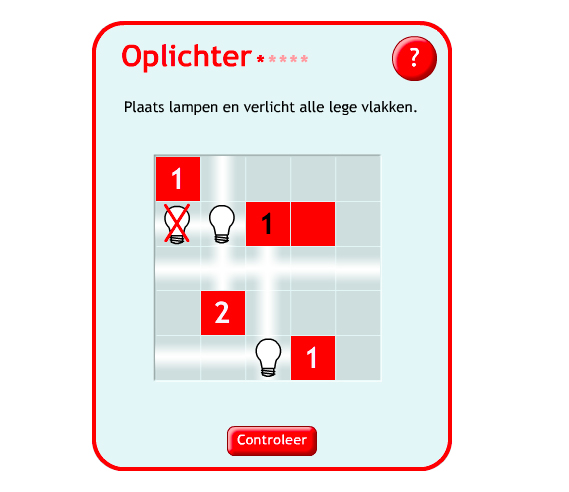 Oplichter *****
?
Plaats lampen en verlicht alle lege vlakken.
1
1
2
1
Controleer